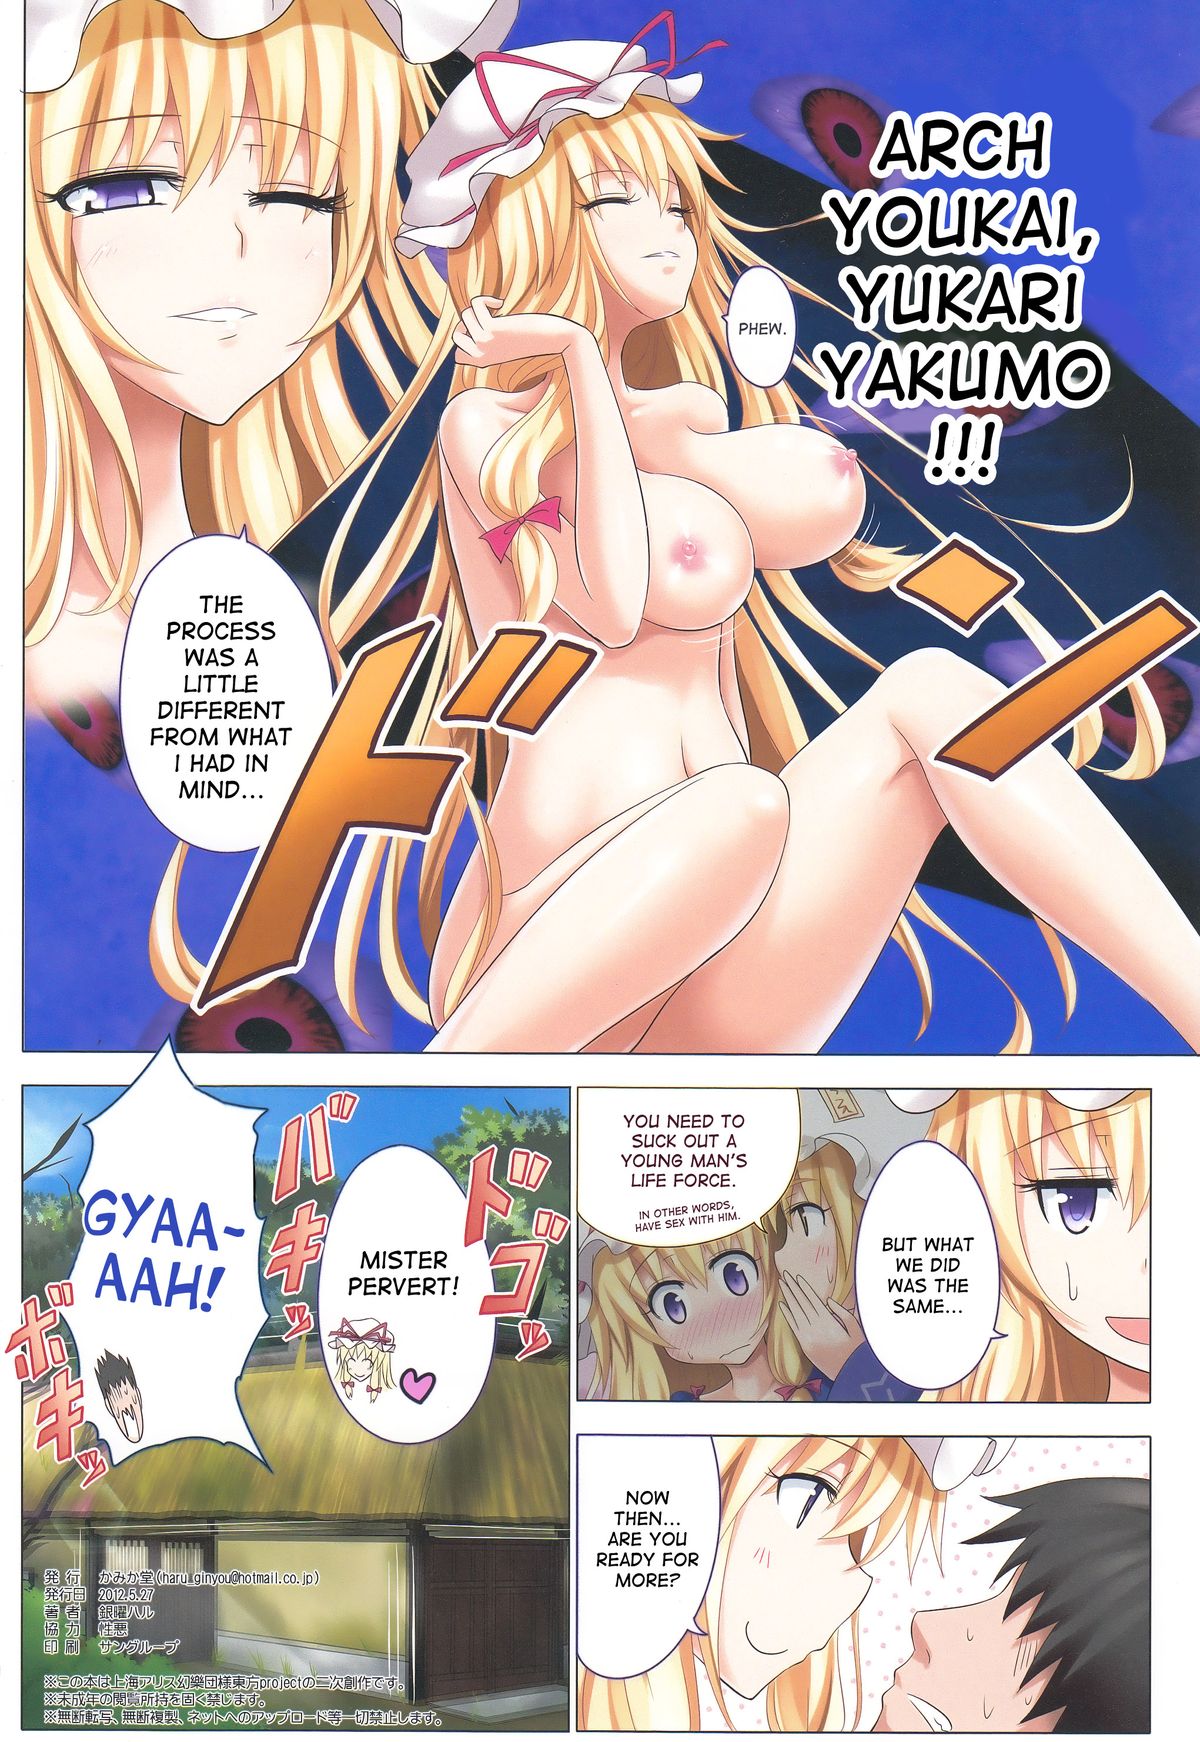 ARCH
YOUKAI,
YUKARI
YAKUMO
!!!
PHEW.
THE
PROCESS
WAS A
LITTLE
DIFFERENT
FROM WHAT
I HAD IN
MIND...
ドンッ
YOU NEED TO
SUCK OUT A
YOUNG MAN'S
LIFE FORCE.
IN OTHER WORDS,
HAVE SEX WITH HIM.
BUT WHAT
WE DID
WAS THE
SAME...
NOW
THEN...
ARE YOU
READY FOR
MORE?
ドゴッ
MISTER
PERVERT!
バキッ
GYAA-
AAH!
ボキッ
発行 かみか堂(haru_ginyou@hotmail.co.jp)
発行日 2012.5.27
著者 銀曜ハル
協力 性悪
印刷 サングループ
※この本は上海アリス幻樂団様東方projectの二次創作です。
※未成年の閲覧所持を固く禁じます。
※無断転写、無断複製、ネットへのアップロード等一切禁止します。